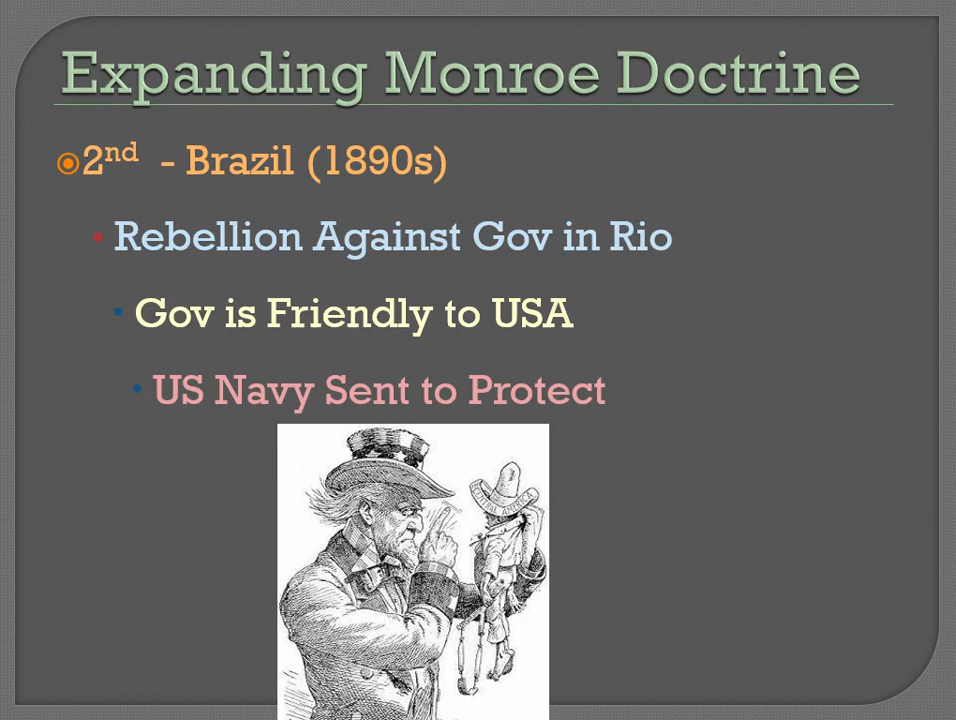 Expanding Monroe Doctrine
2nd - Brazil (1890s)
Rebellion Against Gov in Rio
Gov is Friendly to USA
US Navy Sent to Protect